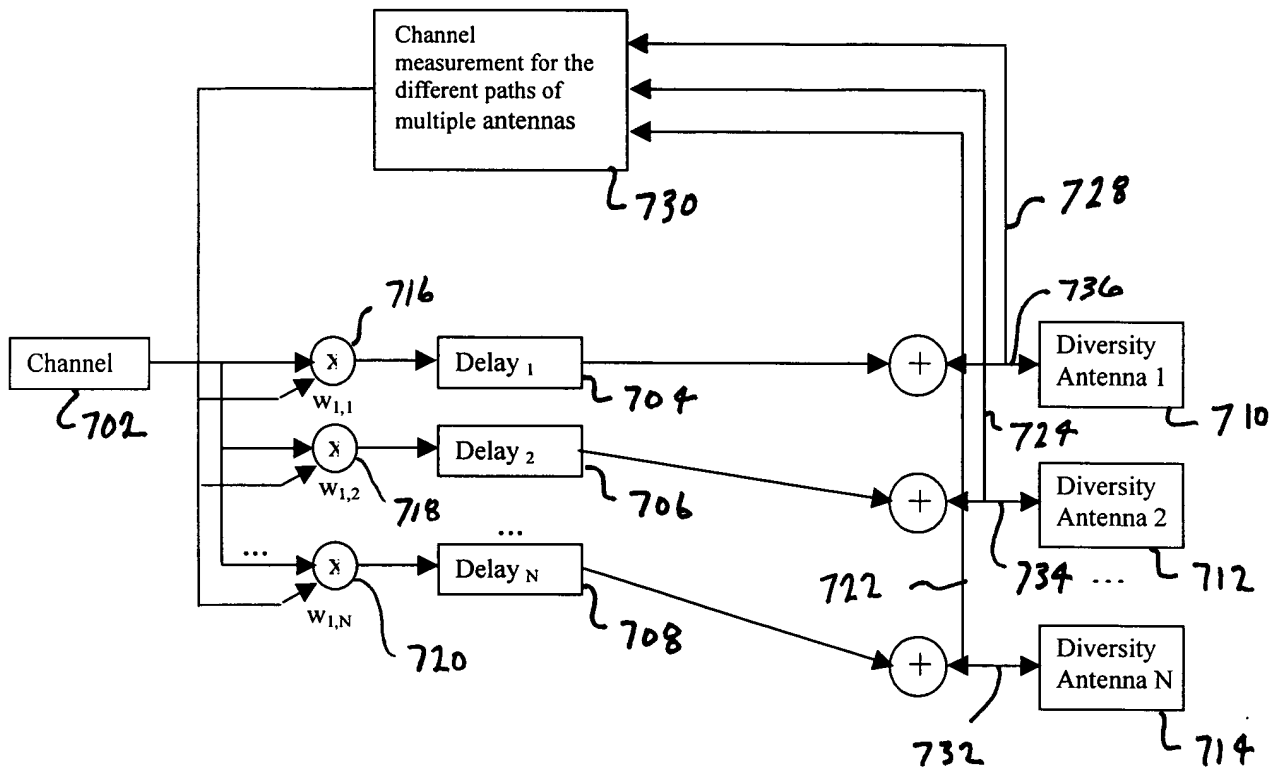 Channel
measurement for the
different paths of
multiple antennas
730
728
716
736
Channel
702
x
w1,1
Delay 1
704
+
Diversity
Antenna 1
710
724
x
w1,2
718
Delay 2
706
+
Diversity
Antenna 2
712
734
...
...
...
x
w1,N
720
Delay N
708
722
+
732
Diversity
Antenna N
714